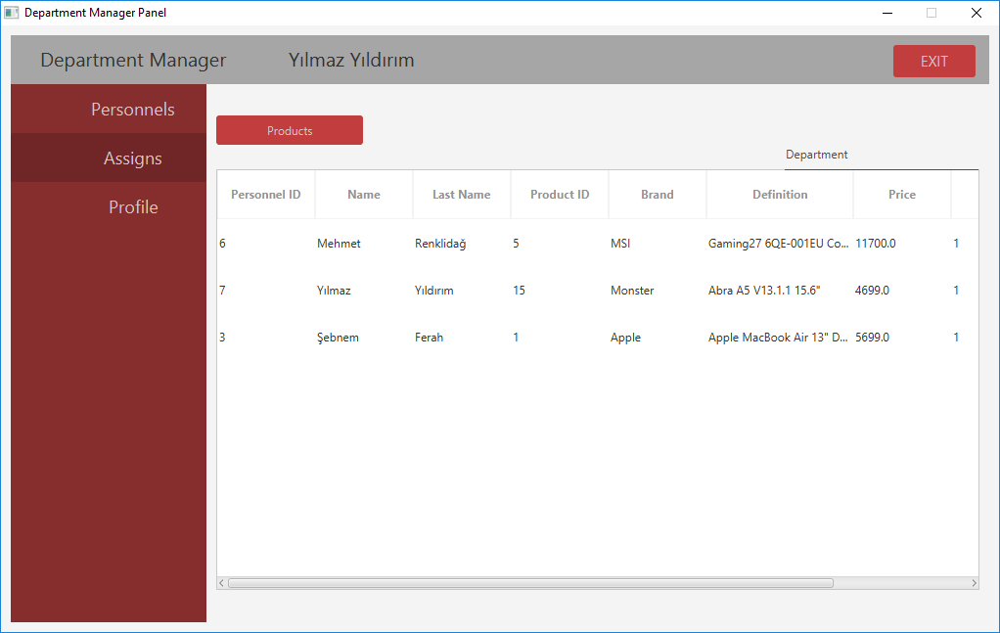 Department Manager Panel
Department Manager Yılmaz Yıldırım EXIT
Personnels
Assigns
Profile
Products
Department
Personnel ID Name Last Name Product ID Brand Definition Price
6 Mehmet Renklidağ 5 MSI Gaming27 6QE-001EU Co... 11700.0 1
7 Yılmaz Yıldırım 15 Monster Abra A5 V13.1.1 15.6" 4699.0 1
3 Şebnem Ferah 1 Apple Apple MacBook Air 13" D... 5699.0 1